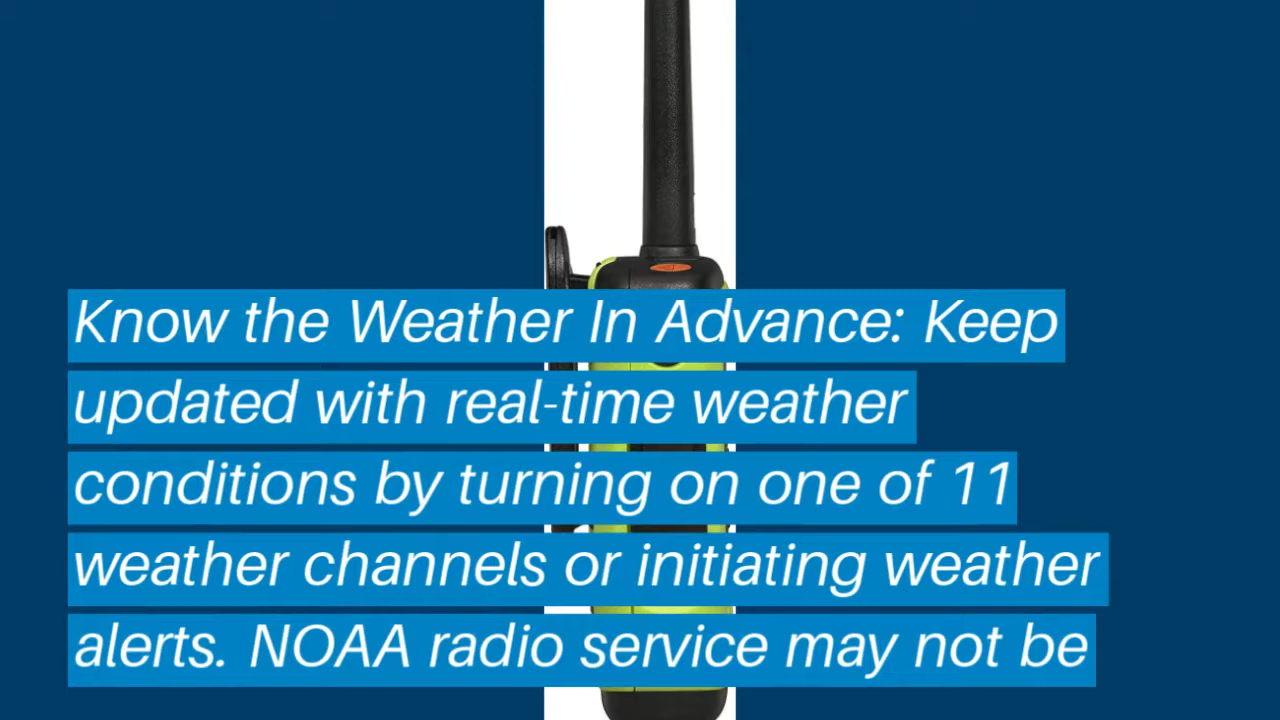 Know the Weather In Advance: Keep
updated with real-time weather
conditions by turning on one of 11
weather channels or initiating weather
alerts. NOAA radio service may not be